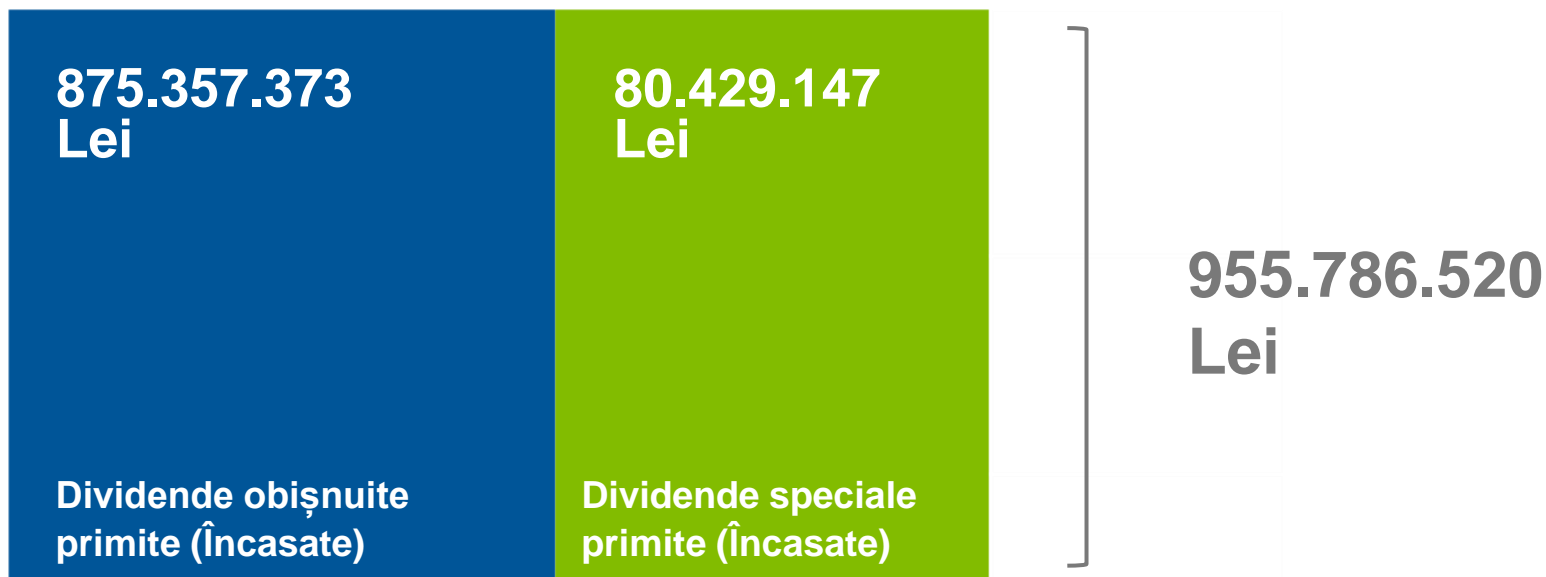 875.357.373
Lei
Dividende obișnuite
primite (Încasate)
80.429.147
Lei
Dividende speciale
primite (Încasate)
955.786.520
Lei